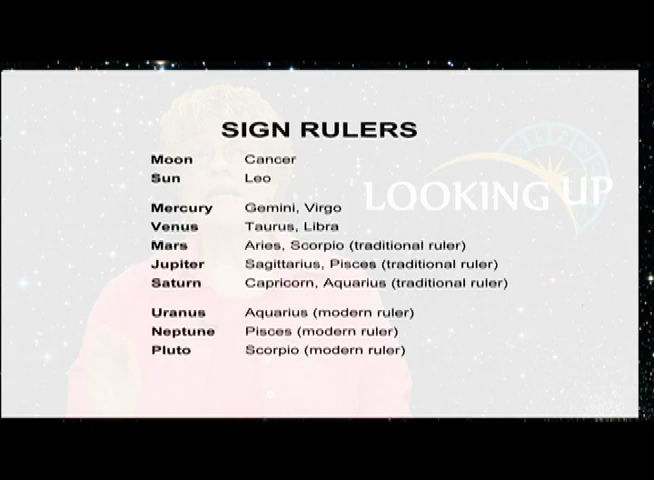 SIGN RULERS
Moon Cancer
Sun Leo
LOOKING UP
Mercury Gemini, Virgo
Venus Taurus, Libra
Mars Aries, Scorpio (traditional ruler)
Jupiter Sagittarius, Pisces (traditional ruler)
Saturn Capricorn, Aquarius (traditional ruler)
Uranus Aquarius (modern ruler)
Neptune Pisces (modern ruler)
Pluto Scorpio (modern ruler)